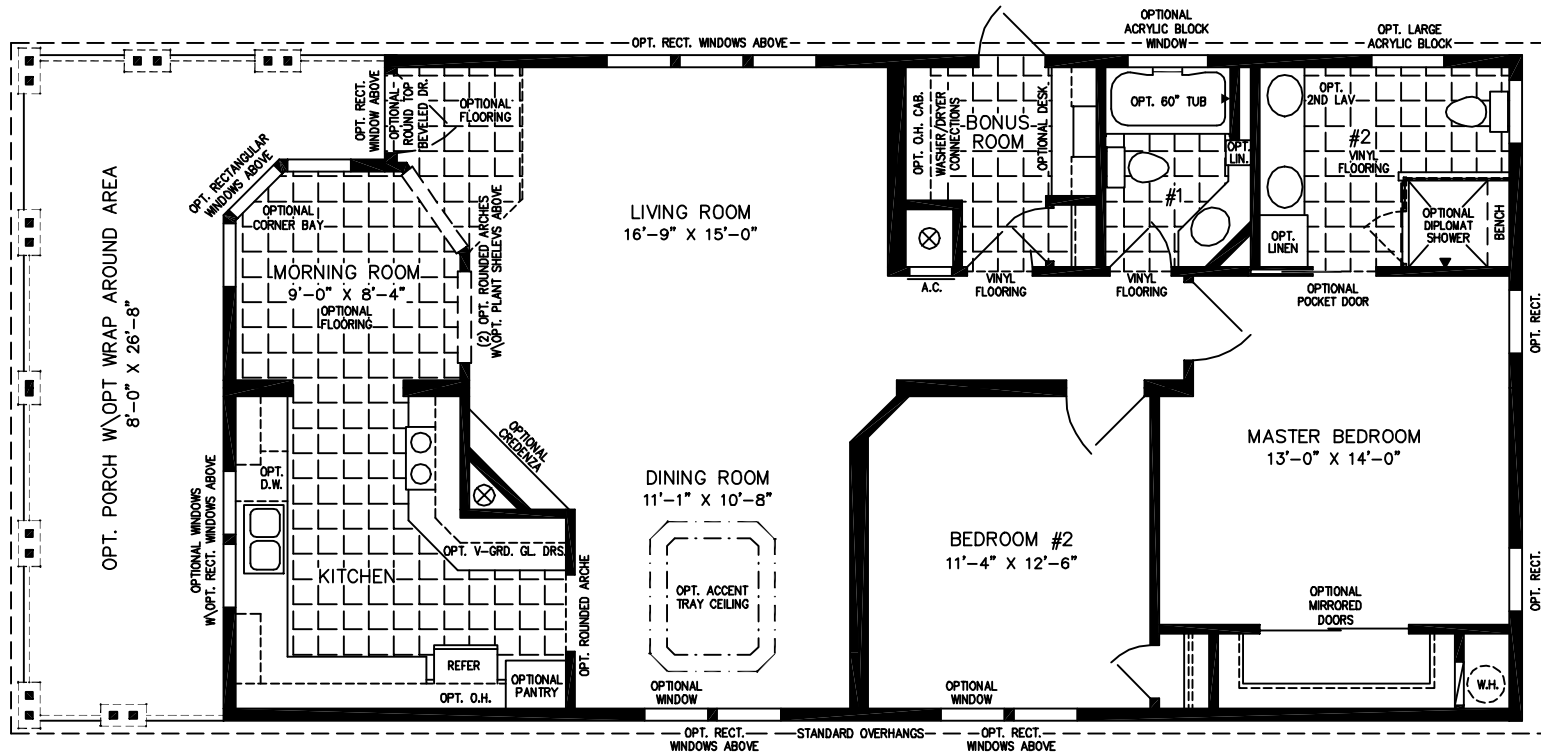 OPT. RECT. WINDOWS ABOVE
OPTIONAL
ACRYLIC BLOCK
WINDOW
OPT. LARGE
ACRYLIC BLOCK
OPT. RECT.
WINDOW ABOVE
OPTIONAL
ROUND TOP
BEVELED DR.
OPTIONAL
FLOORING
OPT. O.H. CAB.
WASHER/DRYER
CONNECTIONS
BONUS
ROOM
OPTIONAL DESK
OPT. 60" TUB
OPT.
LIN.
#1
OPT.
2ND LAV
#2
VINYL
FLOORING
OPTIONAL
DIPLOMAT
SHOWER
BENCH
OPT.
LINEN
OPT. RECTANGULAR
WINDOWS ABOVE
OPTIONAL
CORNER BAY
LIVING ROOM
16'-9" X 15'-0"
MORNING ROOM
9'-0" X 8'-4"
OPTIONAL
FLOORING
(2) OPT. ROUNDED ARCHES
W\OPT. PLANT SHELEVS ABOVE
A.C.
VINYL
FLOORING
VINYL
FLOORING
OPTIONAL
POCKET DOOR
OPT. RECT.
OPT. PORCH W\OPT WRAP AROUND AREA
8'-0" X 26'-8"
OPTIONAL
CREDENZA
OPT.
D.W.
DINING ROOM
11'-1" X 10'-8"
MASTER BEDROOM
13'-0" X 14'-0"
OPTIONAL WINDOWS
W\OPT. RECT. WINDOWS ABOVE
KITCHEN
OPT. V-GRD. GL. DRS.
OPT. ROUNDED ARCHE
OPT. ACCENT
TRAY CEILING
BEDROOM #2
11'-4" X 12'-6"
OPT. RECT.
OPTIONAL
MIRRORED
DOORS
REFER
OPTIONAL
PANTRY
OPT. O.H.
OPTIONAL
WINDOW
OPTIONAL
WINDOW
W.H.
OPT. RECT.
WINDOWS ABOVE
STANDARD OVERHANGS
OPT. RECT.
WINDOWS ABOVE